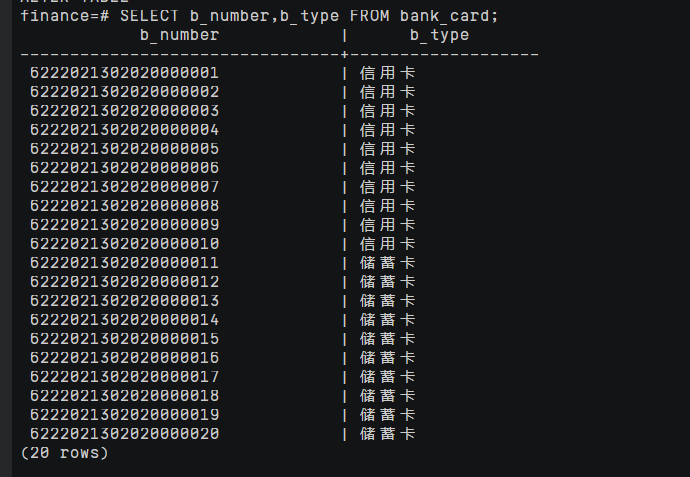 finance=# SELECT b_number,b_type FROM bank_card;
b_number | b_type
--------------------------------+--------------------
6222021302020000001 | 信用卡
6222021302020000002 | 信用卡
6222021302020000003 | 信用卡
6222021302020000004 | 信用卡
6222021302020000005 | 信用卡
6222021302020000006 | 信用卡
6222021302020000007 | 信用卡
6222021302020000008 | 信用卡
6222021302020000009 | 信用卡
6222021302020000010 | 信用卡
6222021302020000011 | 储蓄卡
6222021302020000012 | 储蓄卡
6222021302020000013 | 储蓄卡
6222021302020000014 | 储蓄卡
6222021302020000015 | 储蓄卡
6222021302020000016 | 储蓄卡
6222021302020000017 | 储蓄卡
6222021302020000018 | 储蓄卡
6222021302020000019 | 储蓄卡
6222021302020000020 | 储蓄卡
(20 rows)